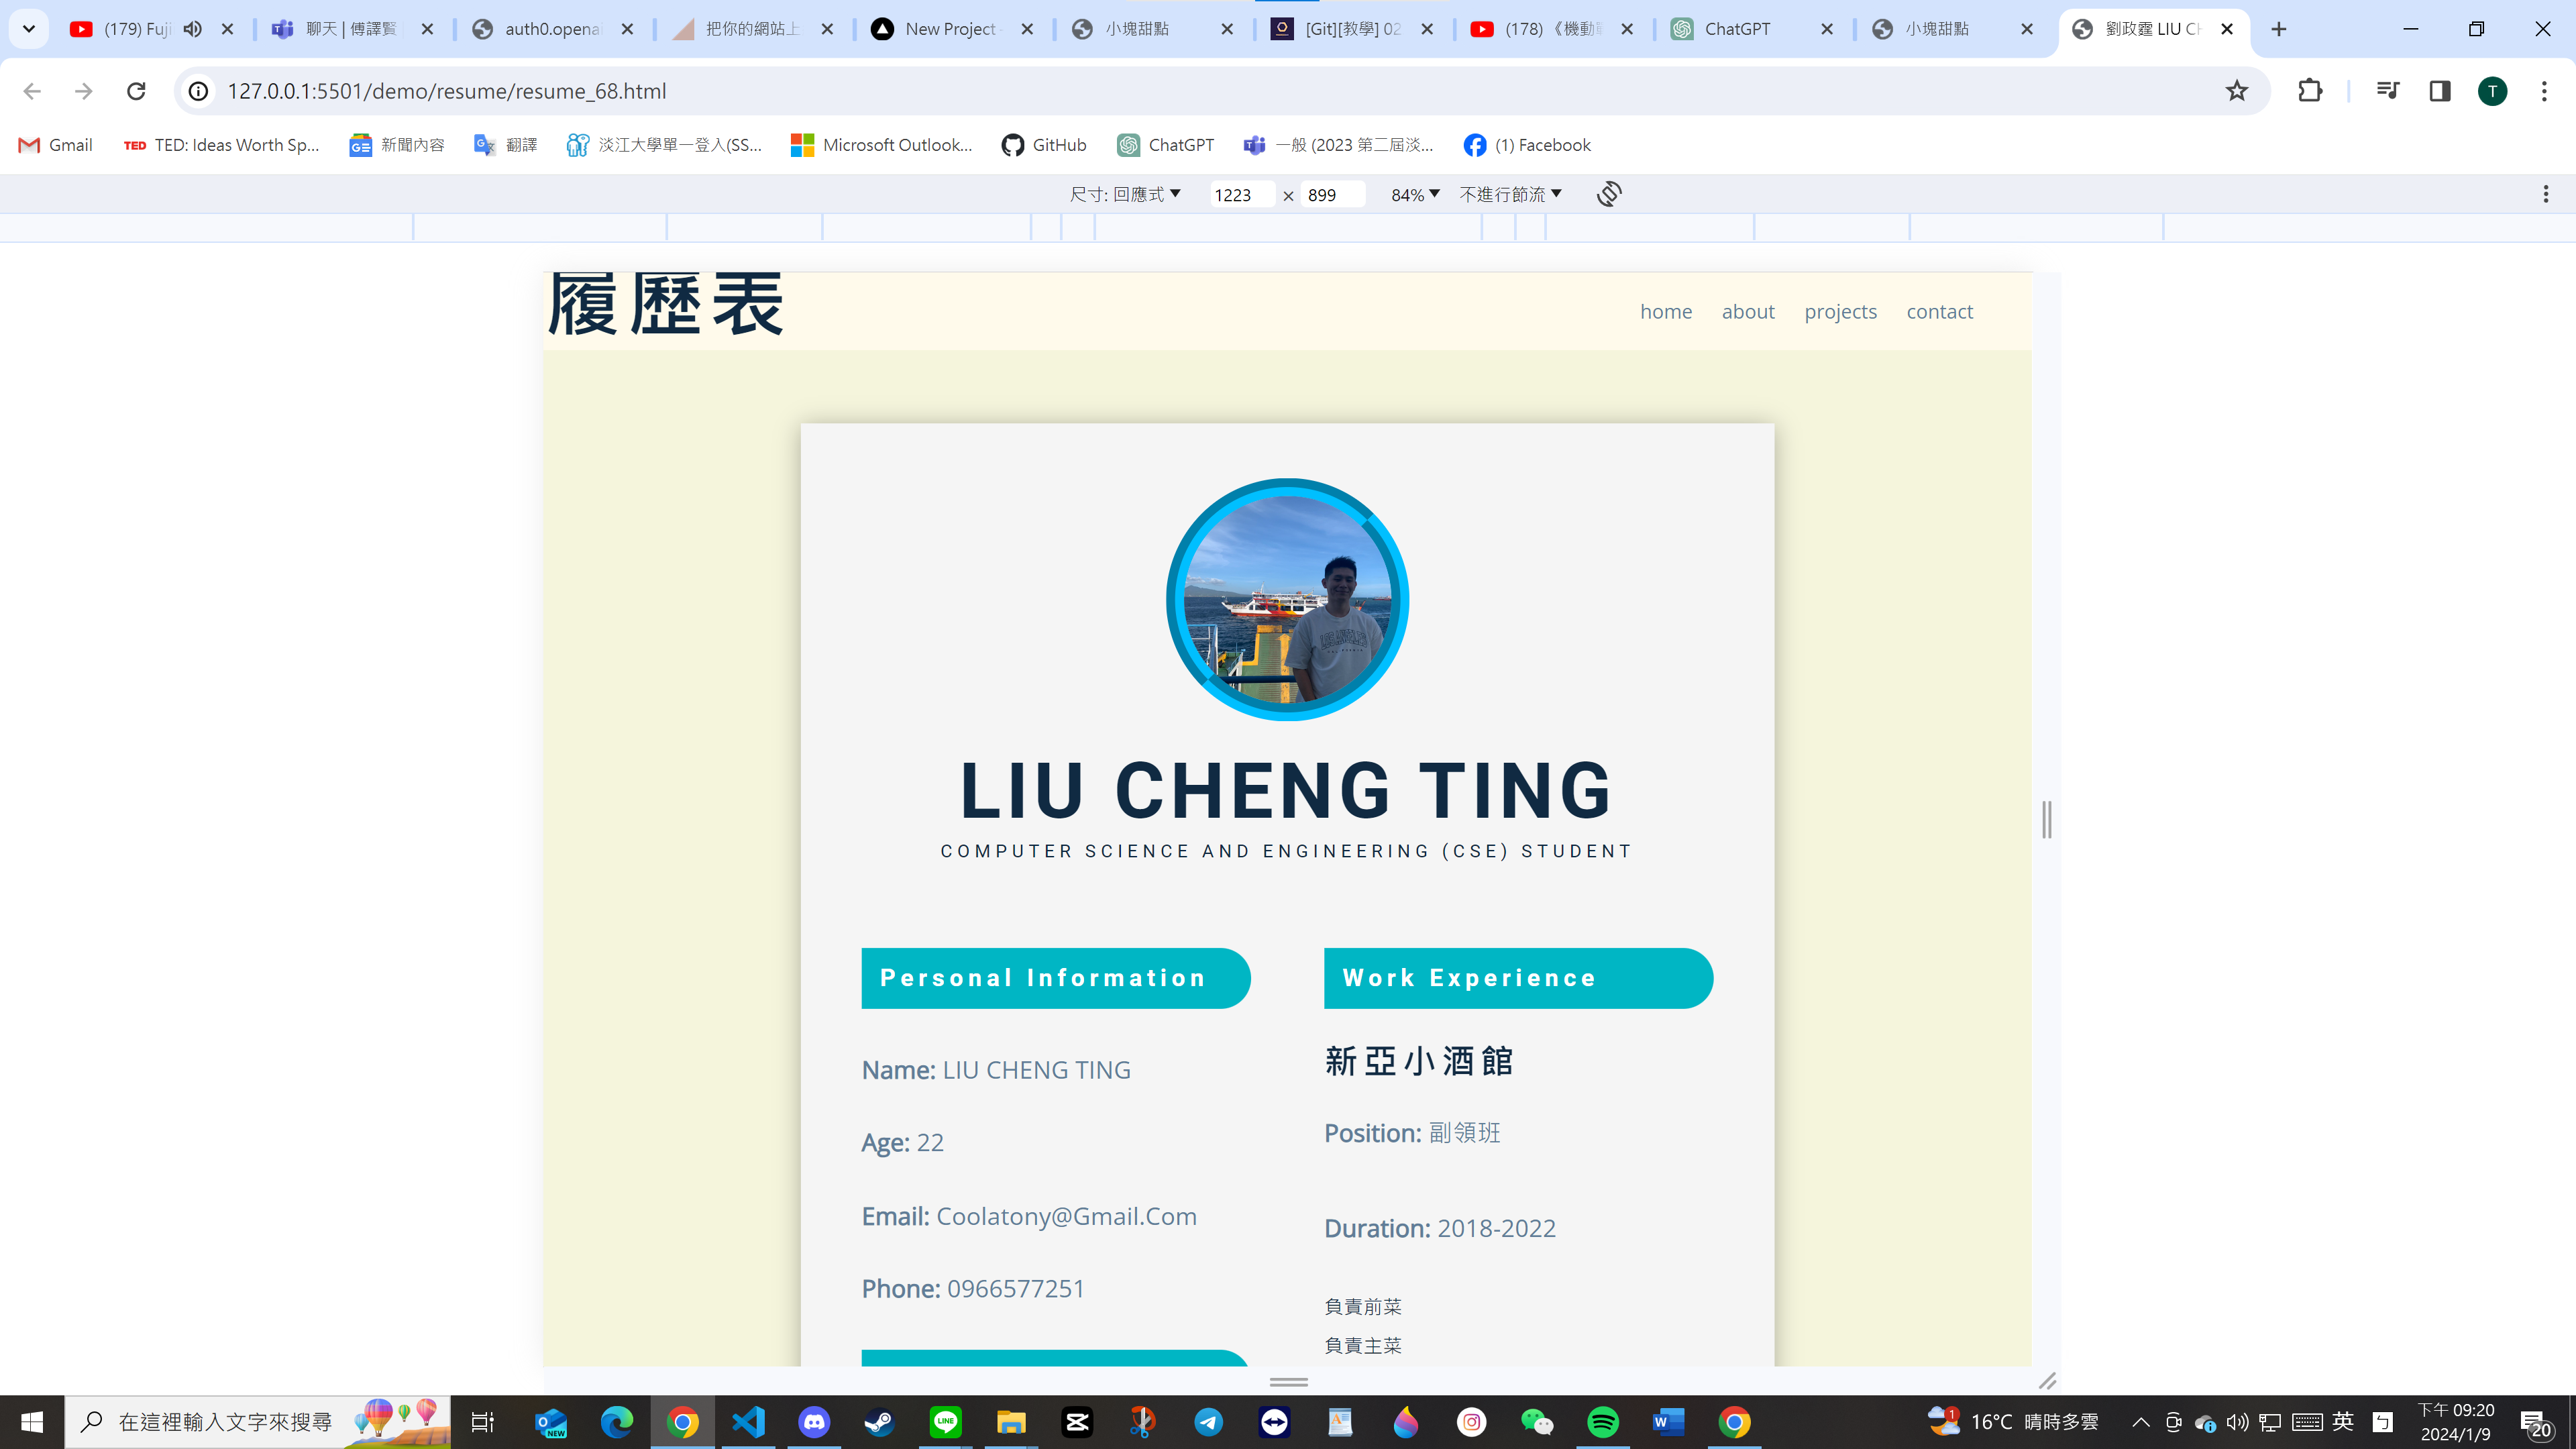 (179) Fuji
聊天 | 傅譯賢
auth0.openai
把你的網站上
New Project -
小塊甜點
[Git][教學] 02
(178) 《機動
ChatGPT
小塊甜點
劉政霆 LIU CH
127.0.0.1:5501/demo/resume/resume_68.html
T
Gmail
TED TED: Ideas Worth Sp...
新聞內容
翻譯
淡江大學單一登入(SS...
Microsoft Outlook...
GitHub
ChatGPT
一般 (2023 第二屆淡...
(1) Facebook
尺寸: 回應式 1223 × 899 84% 不進行節流
履歷表
home about projects contact
LOS ANGELES
LIU CHENG TING
COMPUTER SCIENCE AND ENGINEERING (CSE) STUDENT
Personal Information
Name: LIU CHENG TING
Age: 22
Email: Coolatony@Gmail.Com
Phone: 0966577251
Work Experience
新亞小酒館
Position: 副領班
Duration: 2018-2022
負責前菜
負責主菜
在這裡輸入文字來搜尋
NEW
LINE
1
16°C 晴時多雲
英
下午 09:20
2024/1/9
20